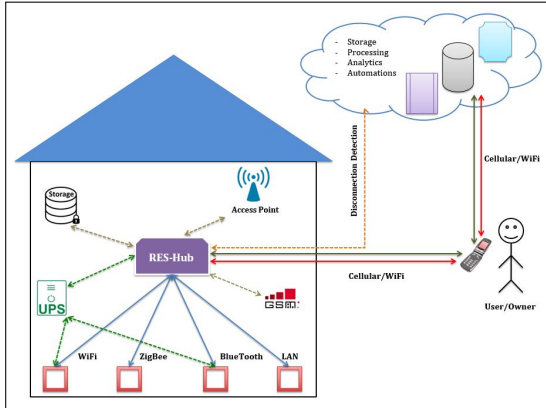 - Storage
- Processing
- Analytics
- Automations
Disconnection Detection
Cellular/WiFi
Storage
Access Point
RES-Hub
Cellular/WiFi
UPS
GSM
User/Owner
WiFi
ZigBee
BlueTooth
LAN